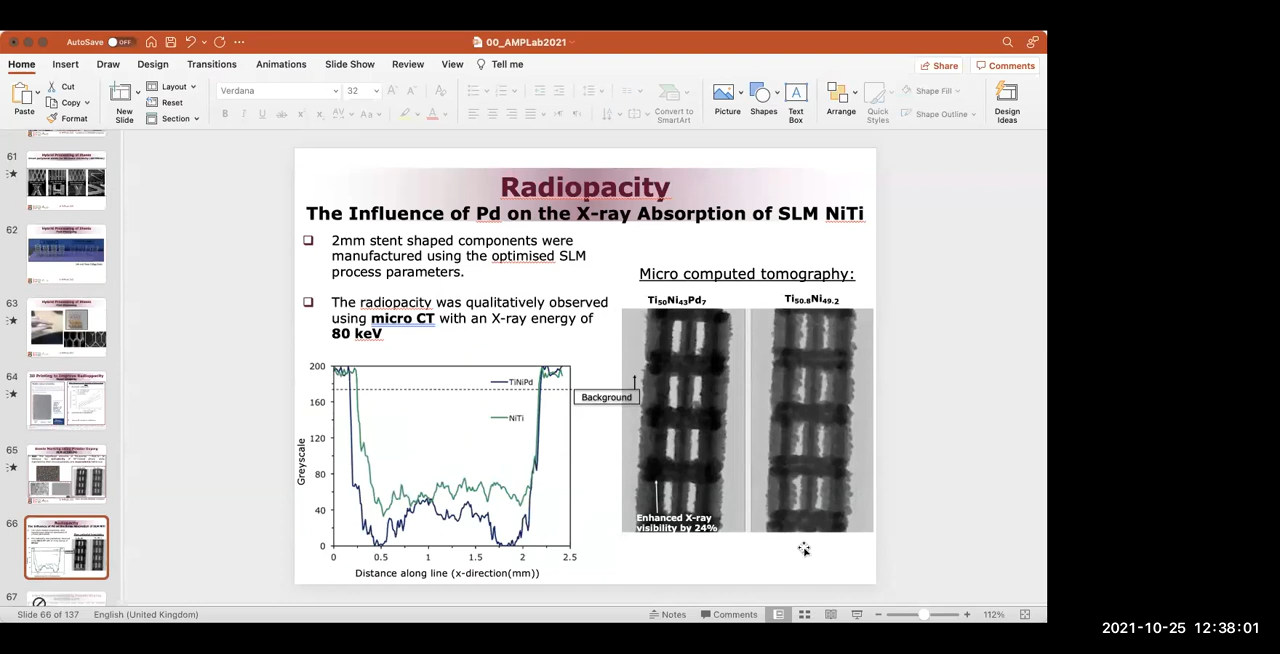 AutoSave OFF
00_AMPLab2021
Home Insert Draw Design Transitions Animations Slide Show Review View Tell me
Share Comments
Paste
Cut
Copy
Format
New Slide
Layout
Reset
Section
Verdana 32
Convert to SmartArt
Picture Shapes Text Box
Arrange Quick Styles
Shape Fill
Shape Outline
Design Ideas
61
62
63
64
65
66
67
Radiopacity
The Influence of Pd on the X-ray Absorption of SLM NiTi
2mm stent shaped components were
manufactured using the optimised SLM
process parameters.
The radiopacity was qualitatively observed
using micro CT with an X-ray energy of
80 keV
Micro computed tomography:
Ti50Ni43Pd7
Ti50.8Ni49.2
200
160
120
80
40
0
Greyscale
TiNiPd
NiTi
Background
0 0.5 1 1.5 2 2.5
Distance along line (x-direction(mm))
Enhanced X-ray
visibility by 24%
Slide 66 of 137 English (United Kingdom)
Notes Comments 112%
2021-10-25 12:38:01